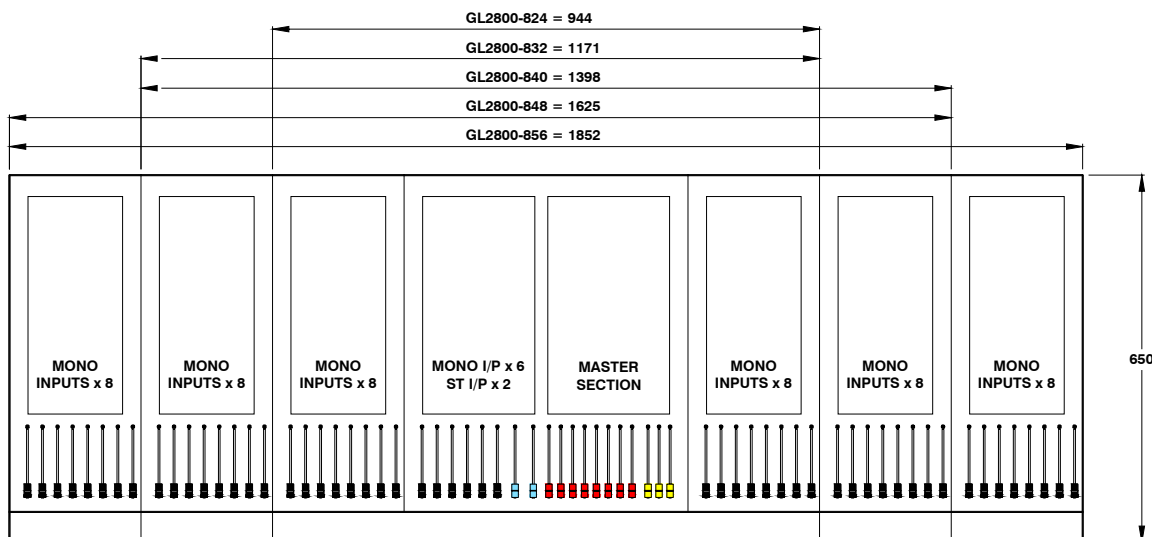 GL2800-824 = 944
GL2800-832 = 1171
GL2800-840 = 1398
GL2800-848 = 1625
GL2800-856 = 1852
650
MONO
INPUTS x 8
MONO
INPUTS x 8
MONO
INPUTS x 8
MONO I/P x 6
ST I/P x 2
MASTER
SECTION
MONO
INPUTS x 8
MONO
INPUTS x 8
MONO
INPUTS x 8